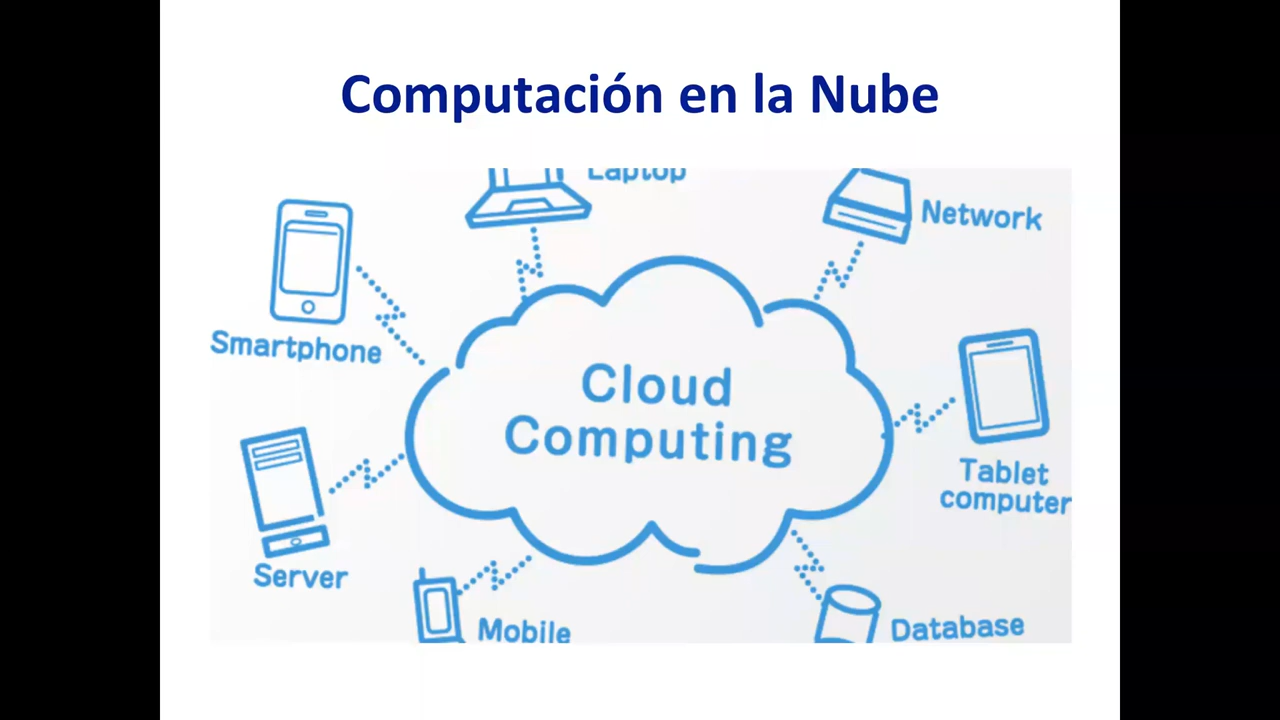 Computación en la Nube
Laptop
Network
Smartphone
Cloud
Computing
Tablet
computer
Server
Mobile
Database